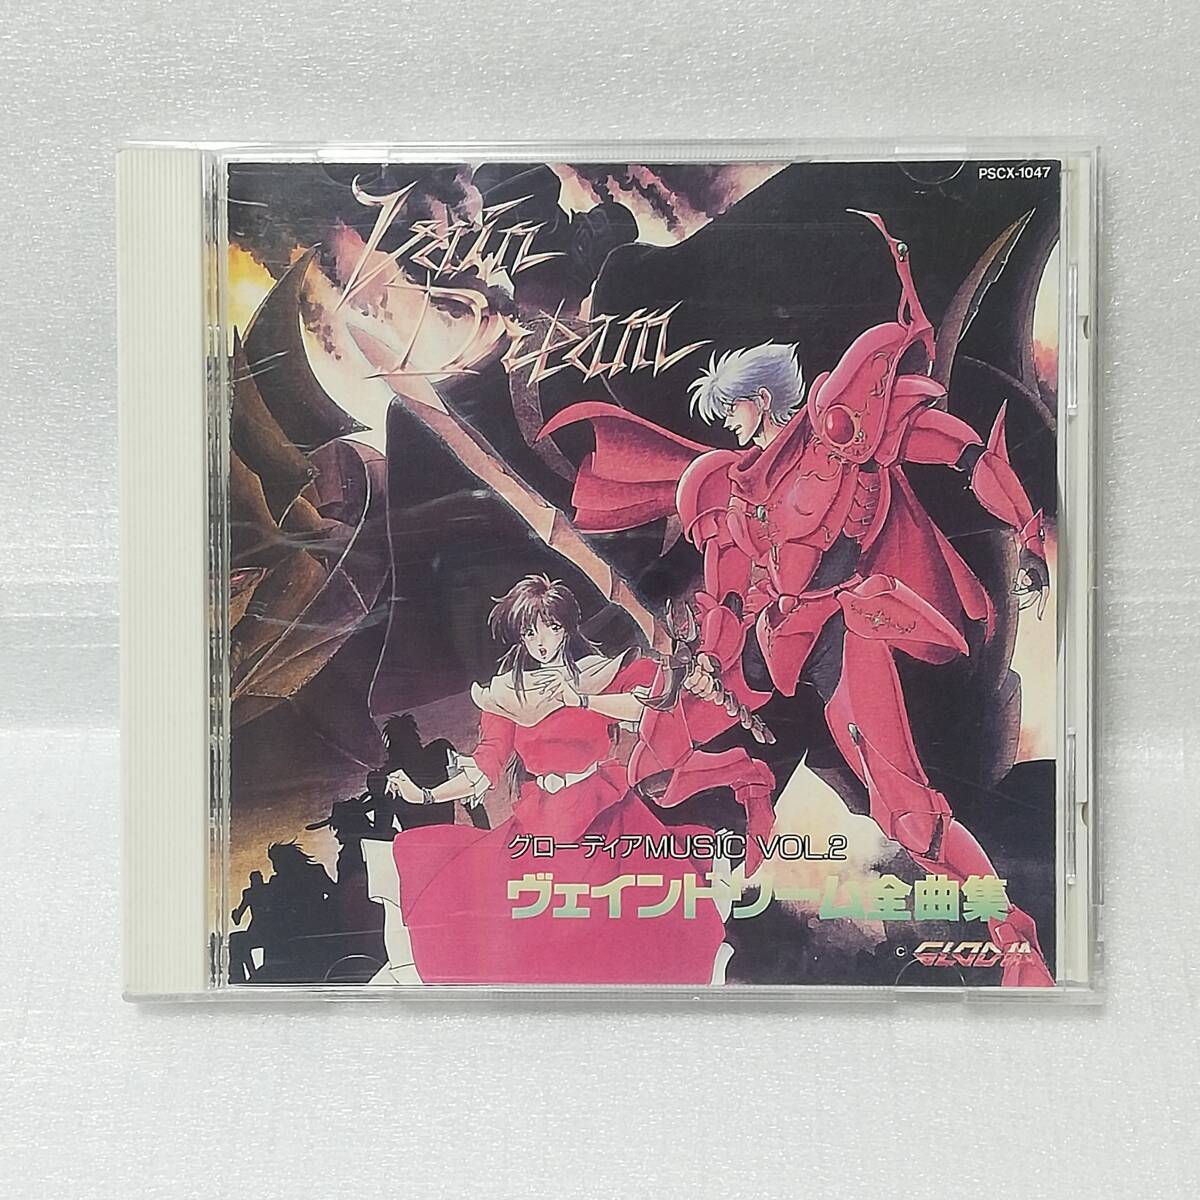 PSCX-1047
Vain
Dream
グローディアMUSIC VOL.2
ヴェインドリーム全曲集
© GLODIA